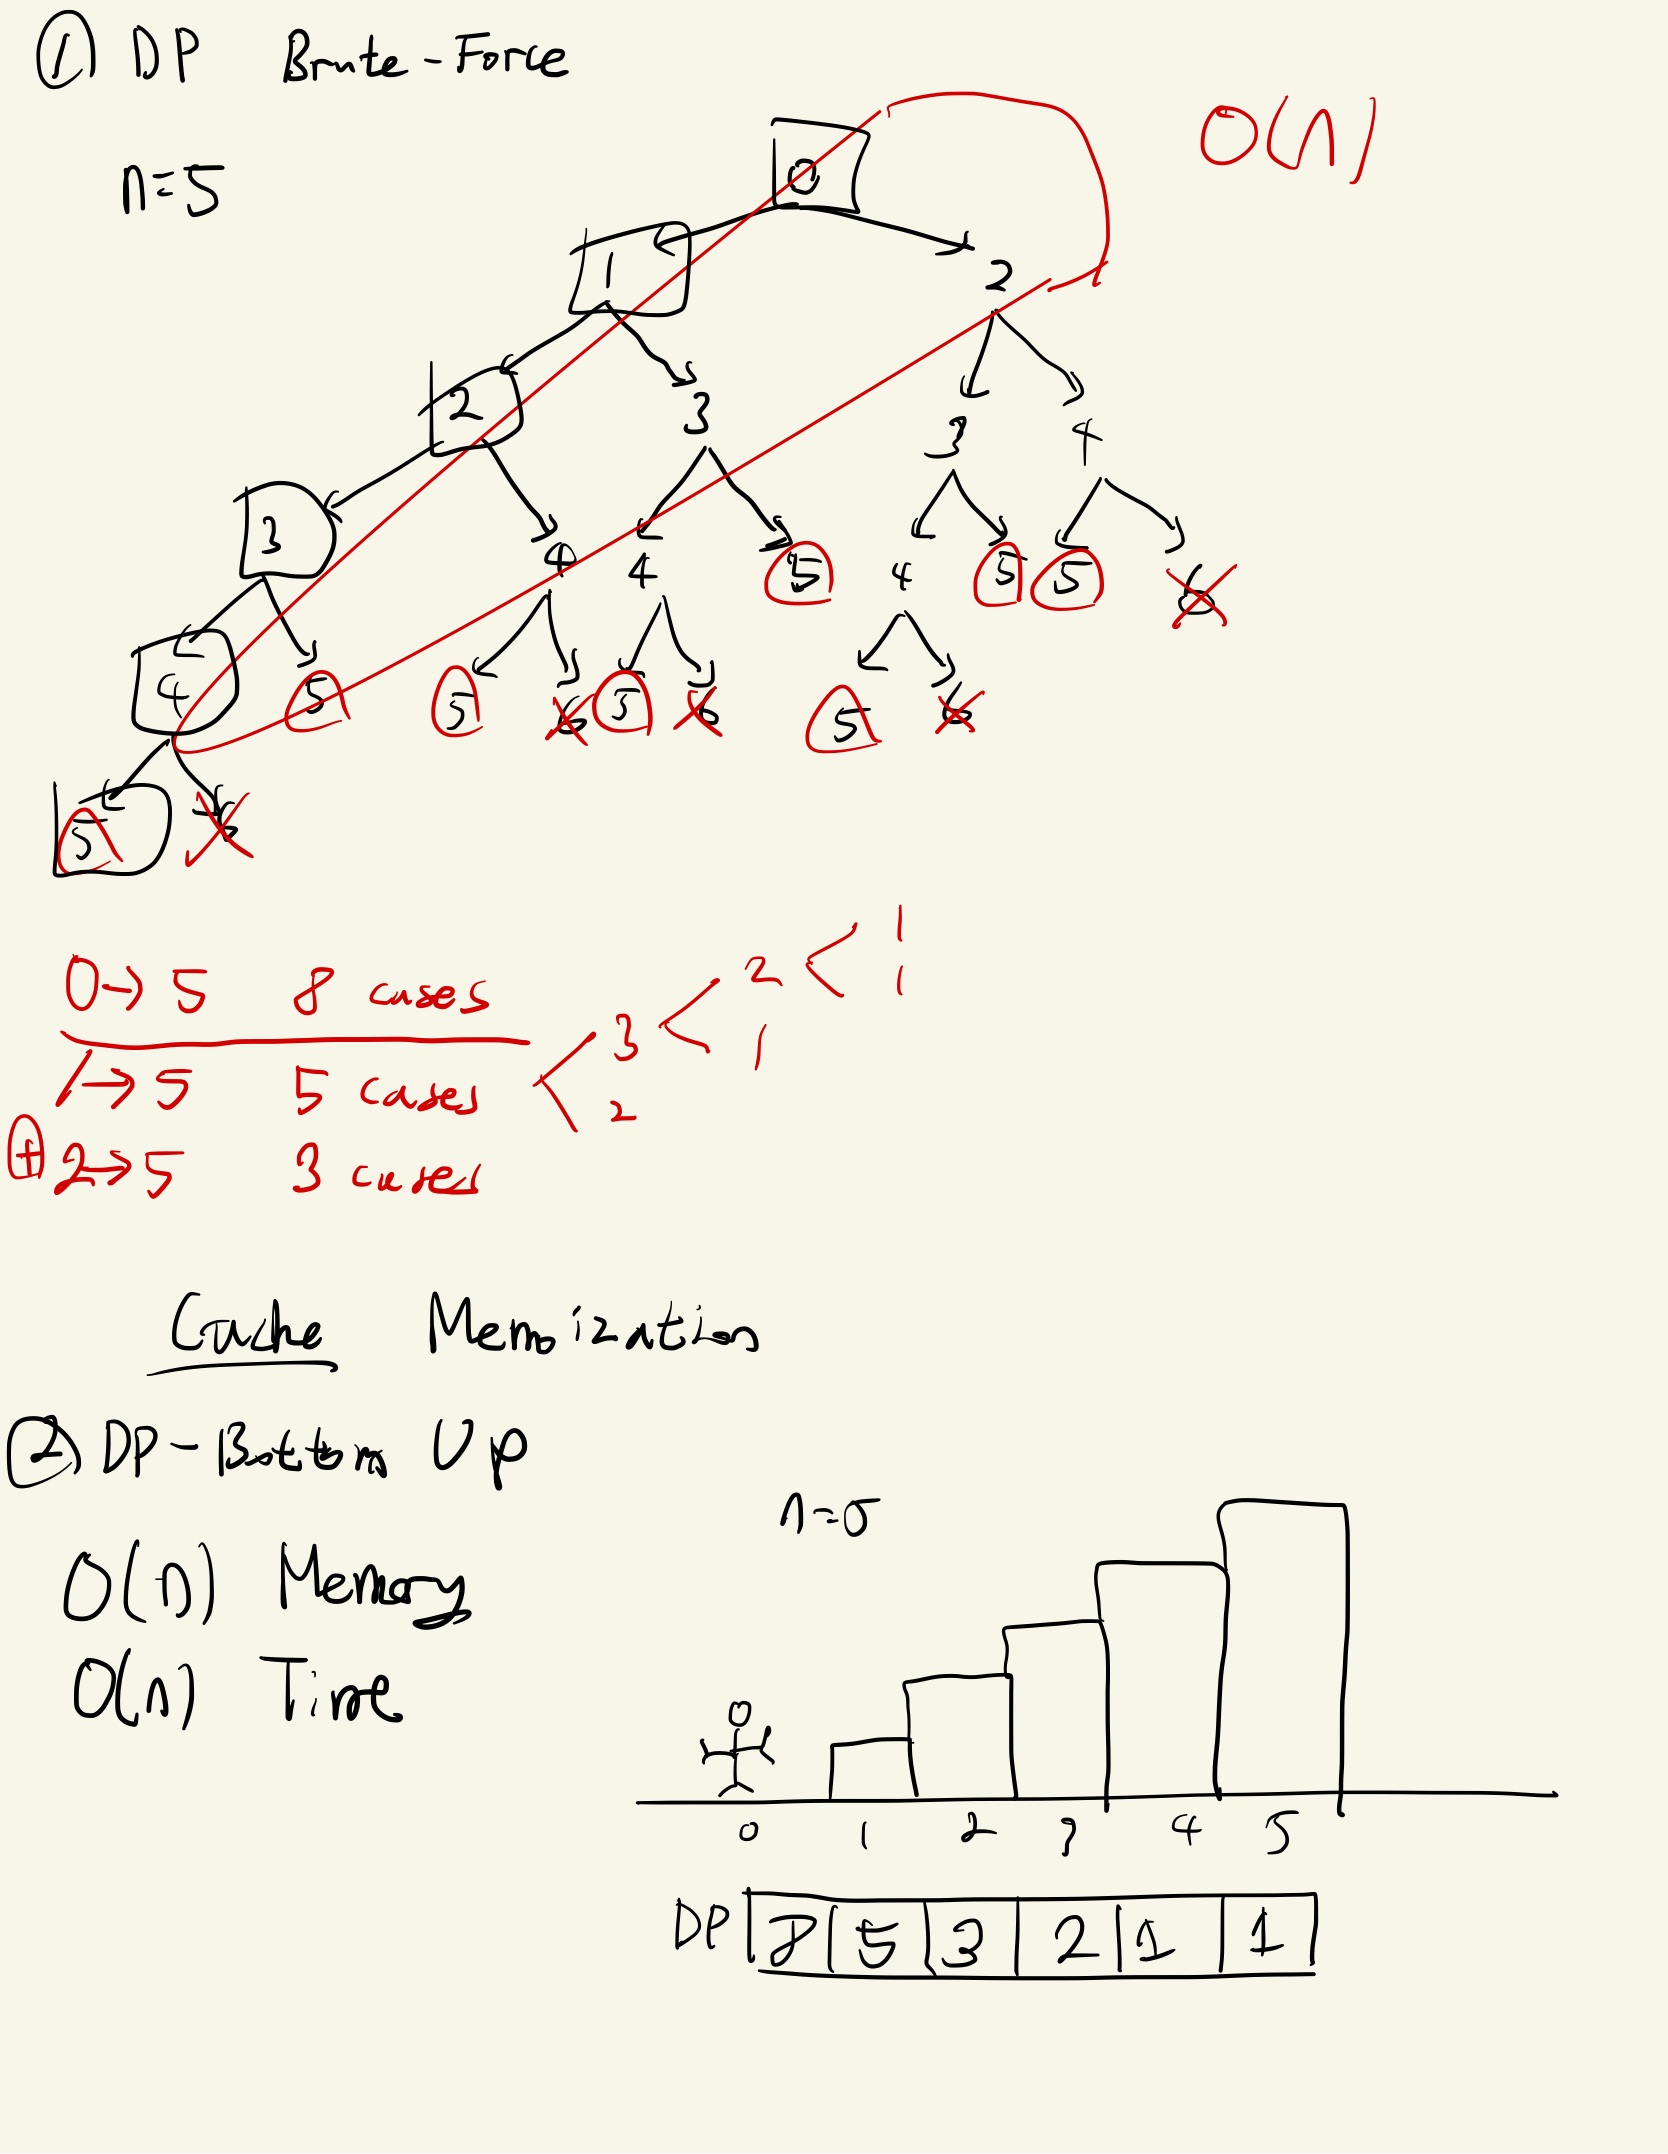 ① DP Brute-Force
O(n)
n=5
0
1 2
2 3 3 4
3 4 4 5 4 5 5 6
4 5 5 6 5 6 5 6
5 6
0→5 8 cases
1→5 5 cases
+ 2→5 3 cases
3 2 1
1
1
2
Cache Memoization
② DP-Bottom Up
n=5
O(n) Memory
O(n) Time
0 1 2 3 4 5
DP 8 5 3 2 1 1